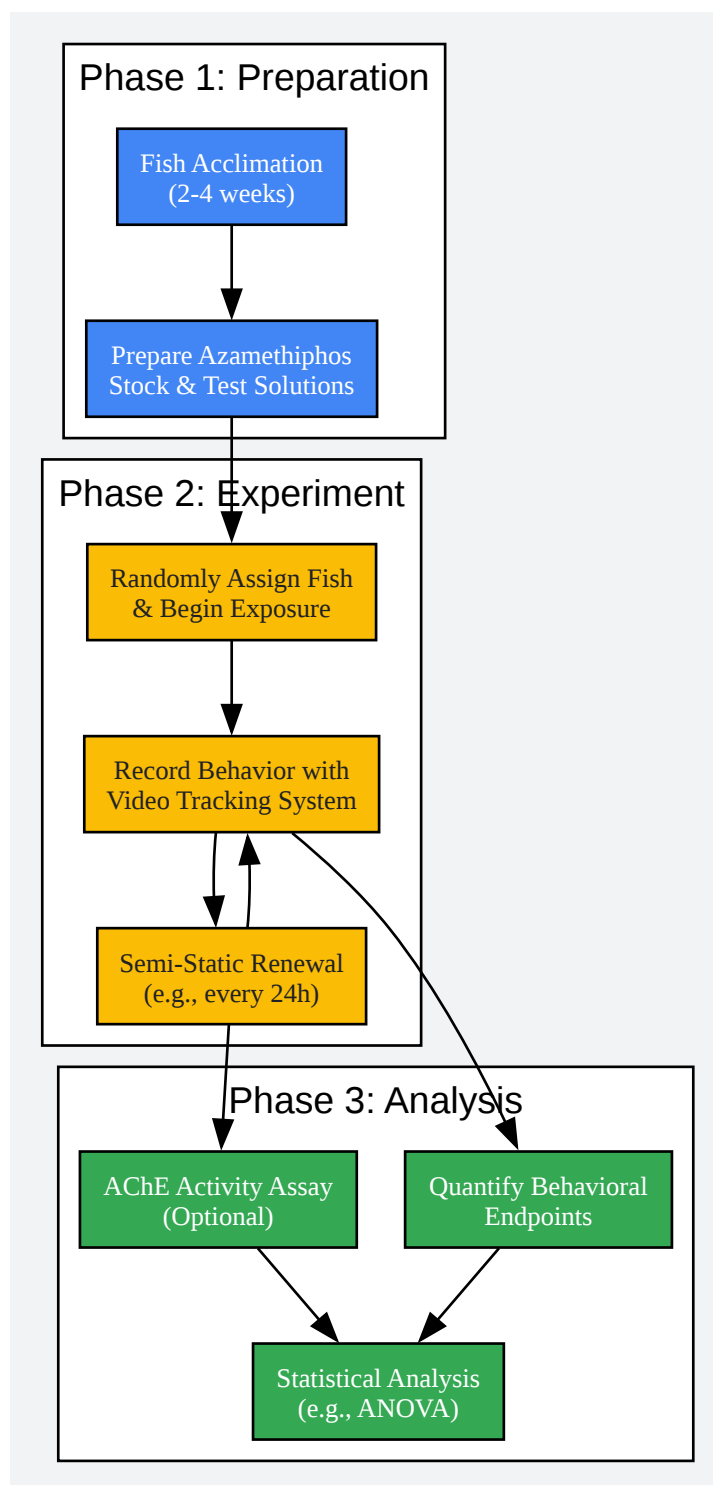 Phase 1: Preparation
Fish Acclimation
(2-4 weeks)
Prepare Azamethiphos
Stock & Test Solutions
Phase 2: Experiment
Randomly Assign Fish
& Begin Exposure
Record Behavior with
Video Tracking System
Semi-Static Renewal
(e.g., every 24h)
Phase 3: Analysis
AChE Activity Assay
(Optional)
Quantify Behavioral
Endpoints
Statistical Analysis
(e.g., ANOVA)